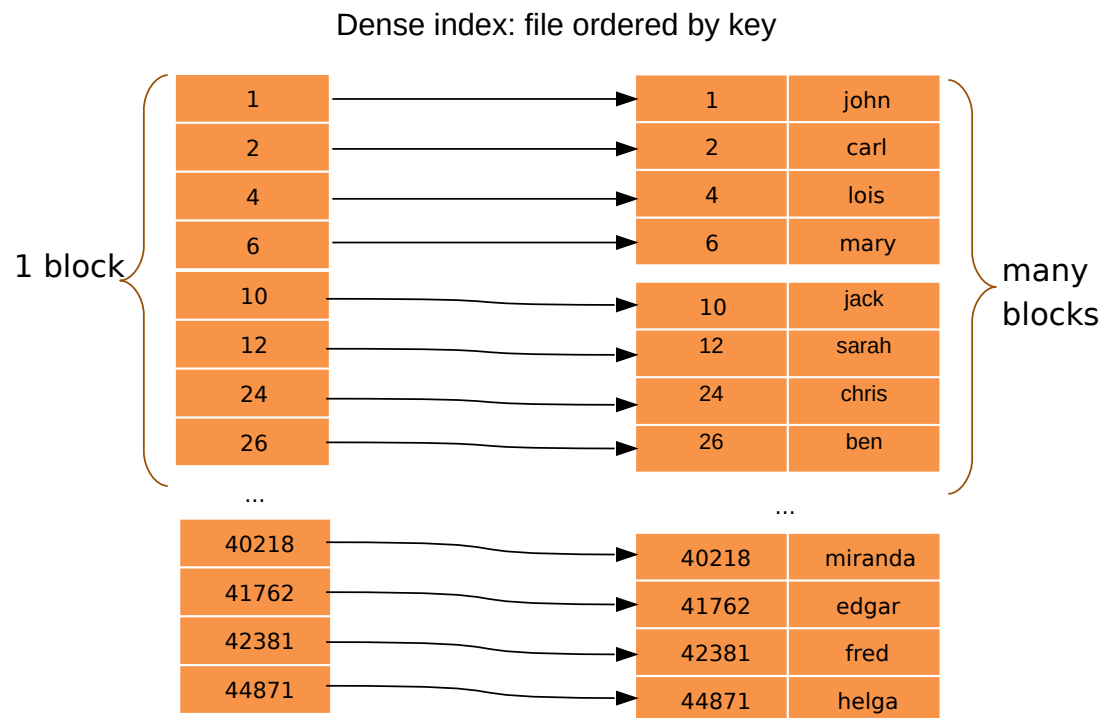 Dense index: file ordered by key
1 block
1
2
4
6
10
12
24
26
...
40218
41762
42381
44871
1 john
2 carl
4 lois
6 mary
10 jack
12 sarah
24 chris
26 ben
...
40218 miranda
41762 edgar
42381 fred
44871 helga
many
blocks